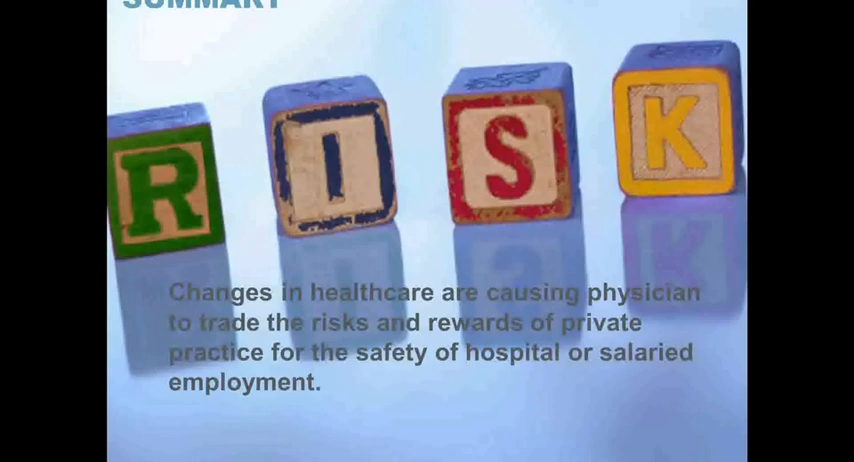 SUMMARY
R I S K
Changes in healthcare are causing physician
to trade the risks and rewards of private
practice for the safety of hospital or salaried
employment.